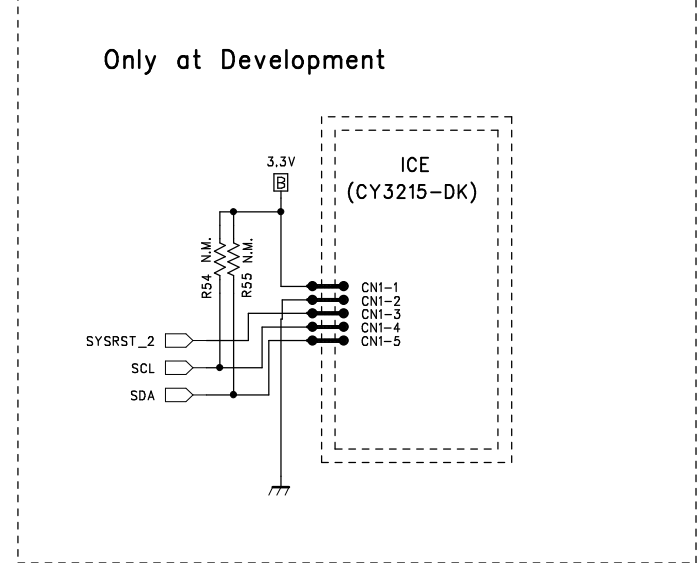 Only at Development
ICE
(CY3215-DK)
3.3V
B
R54 N.M.
R55 N.M.
CN1-1
CN1-2
CN1-3
CN1-4
CN1-5
SYSRST_2
SCL
SDA